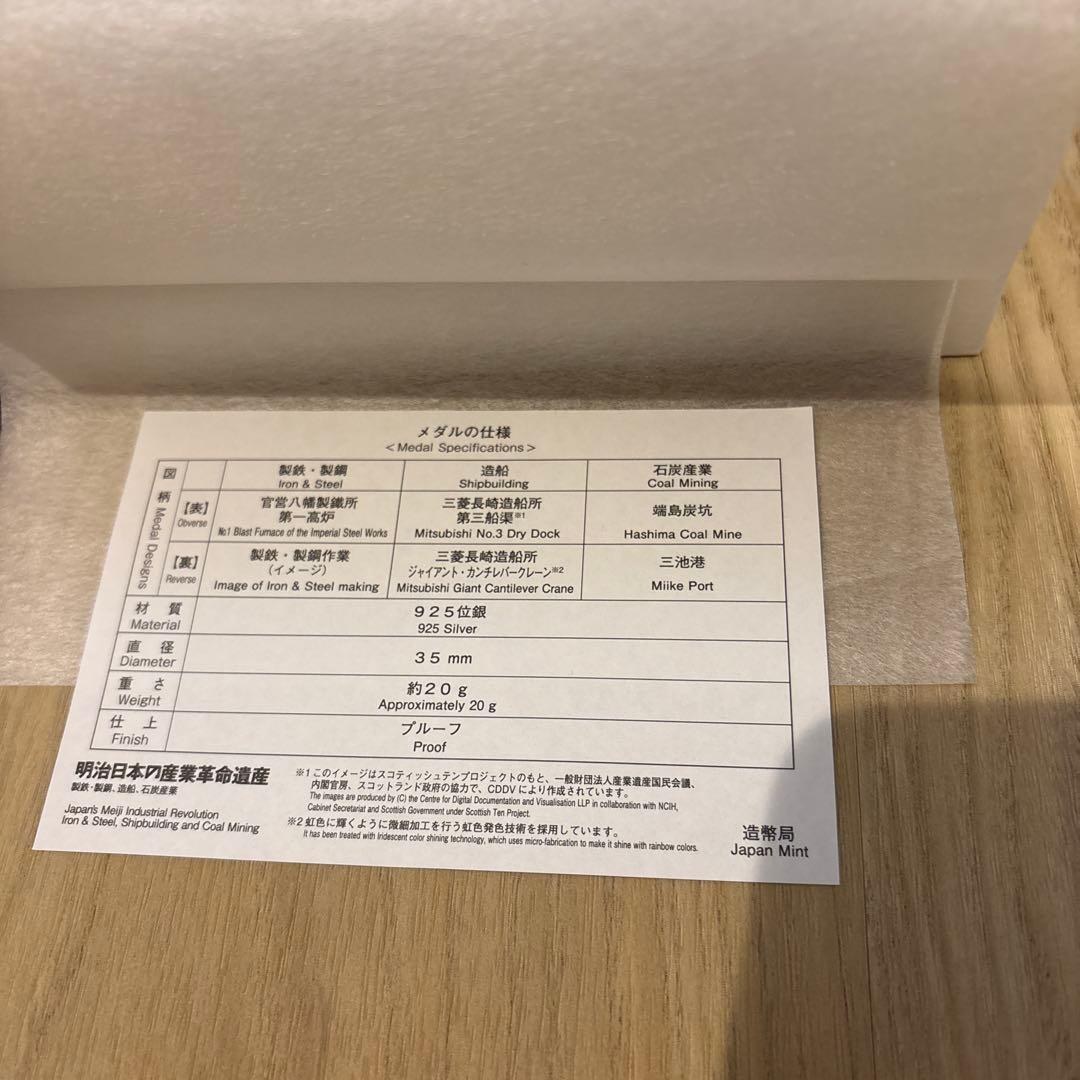 メダルの仕様
<Medal Specifications>
図柄 Medal Designs
製鉄・製鋼
Iron & Steel
造船
Shipbuilding
石炭産業
Coal Mining
【表】
Obverse
官営八幡製鐵所
第一高炉
№1 Blast Furnace of the Imperial Steel Works
三菱長崎造船所
第三船渠※1
Mitsubishi No.3 Dry Dock
端島炭坑
Hashima Coal Mine
【裏】
Reverse
製鉄・製鋼作業
(イメージ)
Image of Iron & Steel making
三菱長崎造船所
ジャイアント・カンチレバークレーン※2
Mitsubishi Giant Cantilever Crane
三池港
Miike Port
材質
Material
925位銀
925 Silver
直径
Diameter
35 mm
重さ
Weight
約20g
Approximately 20 g
仕上
Finish
プルーフ
Proof
明治日本の産業革命遺産
製鉄・製鋼、造船、石炭産業
Japan's Meiji Industrial Revolution
Iron & Steel, Shipbuilding and Coal Mining
※1 このイメージはスコティッシュテンプロジェクトのもと、一般財団法人産業遺産国民会議、
内閣官房、スコットランド政府の協力で、CDDVにより作成されています。
The images are produced by (C) the Centre for Digital Documentation and Visualisation LLP in collaboration with NCIH,
Cabinet Secretariat and Scottish Government under Scottish Ten Project.
※2 虹色に輝くように微細加工を行う虹色発色技術を採用しています。
It has been treated with Iridescent color shining technology, which uses micro-fabrication to make it shine with rainbow colors.
造幣局
Japan Mint